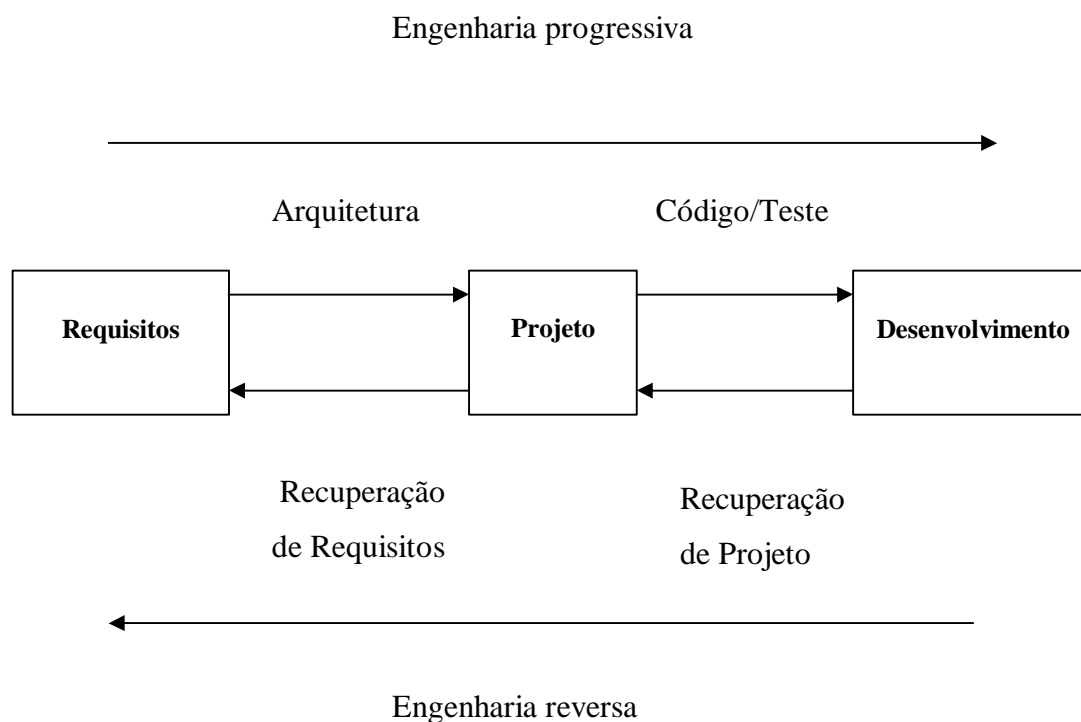 Engenharia progressiva
Arquitetura
Código/Teste
Requisitos
Projeto
Desenvolvimento
Recuperação
de Requisitos
Recuperação
de Projeto
Engenharia reversa